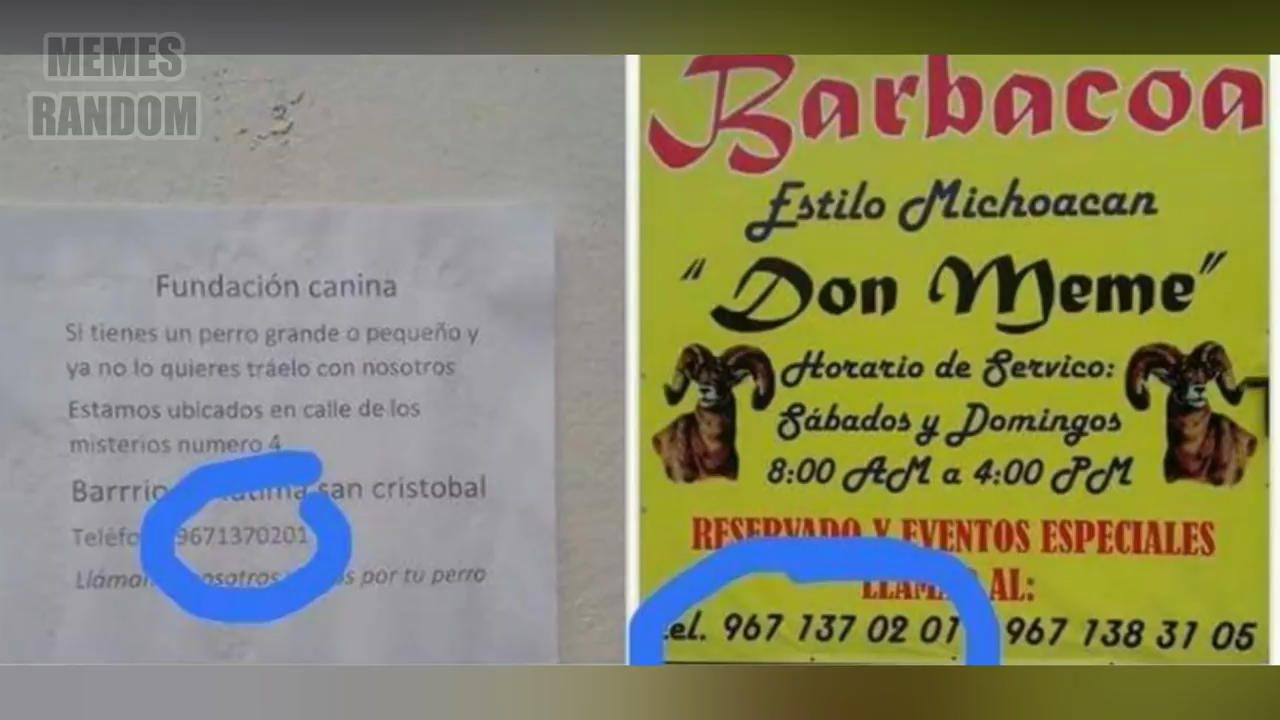 MEMES
RANDOM
Fundación canina
Si tienes un perro grande o pequeño y
ya no lo quieres tráelo con nosotros
Estamos ubicados en calle de los
misterios numero 4
Barrrio san cristobal
9671370201
por tu perro
Barbacoa
Estilo Michoacan
"Don Meme"
Horario de Servico:
Sábados y Domingos
8:00 AM a 4:00 PM
RESERVADO Y EVENTOS ESPECIALES
AL:
tel. 967 137 02 01 967 138 31 05